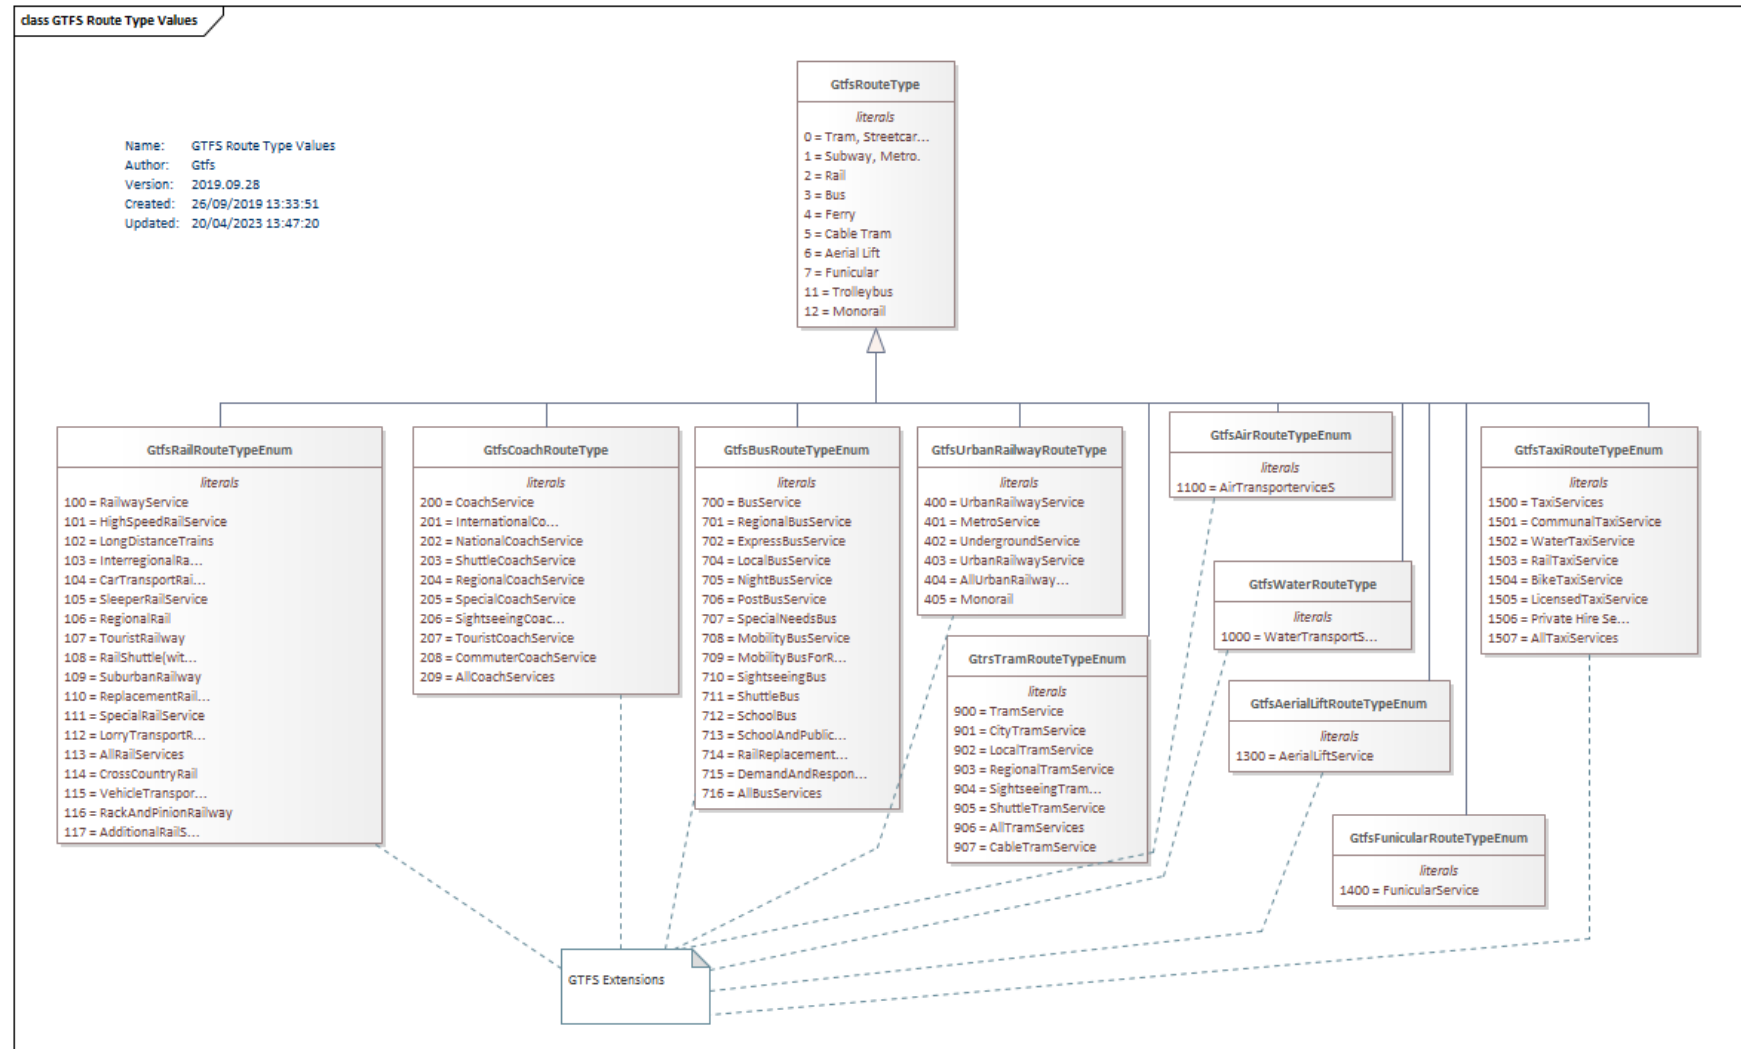 class GTFS Route Type Values
Name: GTFS Route Type Values
Author: Gtfs
Version: 2019.09.28
Created: 26/09/2019 13:33:51
Updated: 20/04/2023 13:47:20
GtfsRouteType
literals
0 = Tram, Streetcar...
1 = Subway, Metro.
2 = Rail
3 = Bus
4 = Ferry
5 = Cable Tram
6 = Aerial Lift
7 = Funicular
11 = Trolleybus
12 = Monorail
GtfsRailRouteTypeEnum
literals
100 = RailwayService
101 = HighSpeedRailService
102 = LongDistanceTrains
103 = InterregionalRa...
104 = CarTransportRai...
105 = SleeperRailService
106 = RegionalRail
107 = TouristRailway
108 = RailShuttle(wit...
109 = SuburbanRailway
110 = ReplacementRail...
111 = SpecialRailService
112 = LorryTransportR...
113 = AllRailServices
114 = CrossCountryRail
115 = VehicleTranspor...
116 = RackAndPinionRailway
117 = AdditionalRailS...
GtfsCoachRouteType
literals
200 = CoachService
201 = InternationalCo...
202 = NationalCoachService
203 = ShuttleCoachService
204 = RegionalCoachService
205 = SpecialCoachService
206 = SightseeingCoac...
207 = TouristCoachService
208 = CommuterCoachService
209 = AllCoachServices
GtfsBusRouteTypeEnum
literals
700 = BusService
701 = RegionalBusService
702 = ExpressBusService
704 = LocalBusService
705 = NightBusService
706 = PostBusService
707 = SpecialNeedsBus
708 = MobilityBusService
709 = MobilityBusForR...
710 = SightseeingBus
711 = ShuttleBus
712 = SchoolBus
713 = SchoolAndPublic...
714 = RailReplacement...
715 = DemandAndRespon...
716 = AllBusServices
GtfsUrbanRailwayRouteType
literals
400 = UrbanRailwayService
401 = MetroService
402 = UndergroundService
403 = UrbanRailwayService
404 = AllUrbanRailway...
405 = Monorail
GtrsTramRouteTypeEnum
literals
900 = TramService
901 = CityTramService
902 = LocalTramService
903 = RegionalTramService
904 = SightseeingTram...
905 = ShuttleTramService
906 = AllTramServices
907 = CableTramService
GtfsAirRouteTypeEnum
literals
1100 = AirTransporterviceS
GtfsWaterRouteType
literals
1000 = WaterTransportS...
GtfsAerialLiftRouteTypeEnum
literals
1300 = AerialLiftService
GtfsFunicularRouteTypeEnum
literals
1400 = FunicularService
GtfsTaxiRouteTypeEnum
literals
1500 = TaxiServices
1501 = CommunalTaxiService
1502 = WaterTaxiService
1503 = RailTaxiService
1504 = BikeTaxiService
1505 = LicensedTaxiService
1506 = Private Hire Se...
1507 = AllTaxiServices
GTFS Extensions